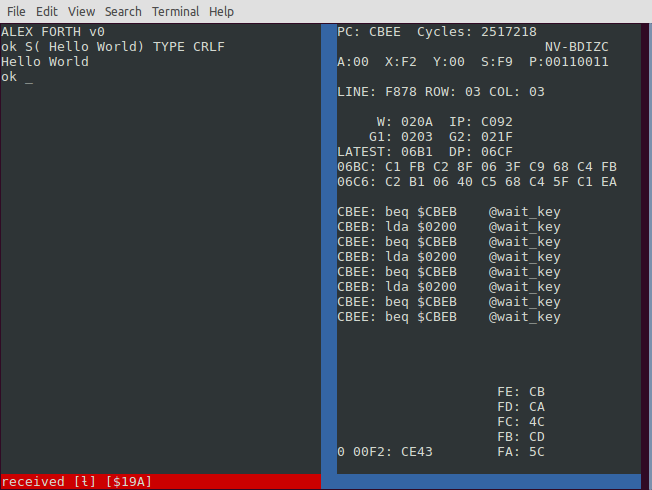 File Edit View Search Terminal Help
ALEX FORTH v0
ok S( Hello World) TYPE CRLF
Hello World
ok _
PC: CBEE Cycles: 2517218
NV-BDIZC
A:00 X:F2 Y:00 S:F9 P:00110011
LINE: F878 ROW: 03 COL: 03
W: 020A IP: C092
G1: 0203 G2: 021F
LATEST: 06B1 DP: 06CF
06BC: C1 FB C2 8F 06 3F C9 68 C4 FB
06C6: C2 B1 06 40 C5 68 C4 5F C1 EA
CBEE: beq $CBEB @wait_key
CBEB: lda $0200 @wait_key
CBEE: beq $CBEB @wait_key
CBEB: lda $0200 @wait_key
CBEE: beq $CBEB @wait_key
CBEB: lda $0200 @wait_key
CBEE: beq $CBEB @wait_key
CBEE: beq $CBEB @wait_key
FE: CB
FD: CA
FC: 4C
FB: CD
0 00F2: CE43 FA: 5C
received [ƚ] [$19A]